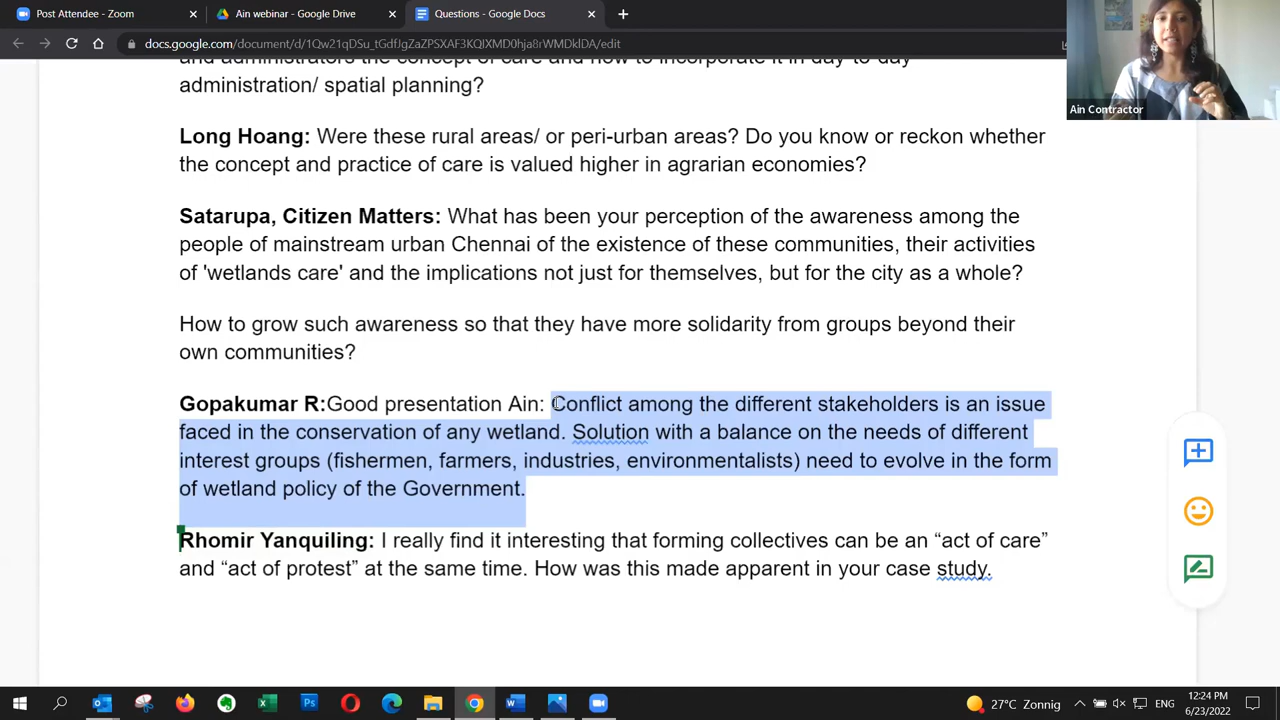 Post Attendee - Zoom
Ain webinar - Google Drive
Questions - Google Docs
docs.google.com/document/d/1Qw21qDSu_tGdfJgZaZPSXAF3KQJXMD0hja8rWMDklDA/edit
and administrators the concept of care and how to incorporate it in day to day
administration/ spatial planning?
Long Hoang: Were these rural areas/ or peri-urban areas? Do you know or reckon whether
the concept and practice of care is valued higher in agrarian economies?
Satarupa, Citizen Matters: What has been your perception of the awareness among the
people of mainstream urban Chennai of the existence of these communities, their activities
of 'wetlands care' and the implications not just for themselves, but for the city as a whole?
How to grow such awareness so that they have more solidarity from groups beyond their
own communities?
Gopakumar R:Good presentation Ain: Conflict among the different stakeholders is an issue
faced in the conservation of any wetland. Solution with a balance on the needs of different
interest groups (fishermen, farmers, industries, environmentalists) need to evolve in the form
of wetland policy of the Government.
Rhomir Yanquiling: I really find it interesting that forming collectives can be an “act of care”
and “act of protest” at the same time. How was this made apparent in your case study.
Ain Contractor
27°C Zonnig
ENG
12:24 PM
6/23/2022